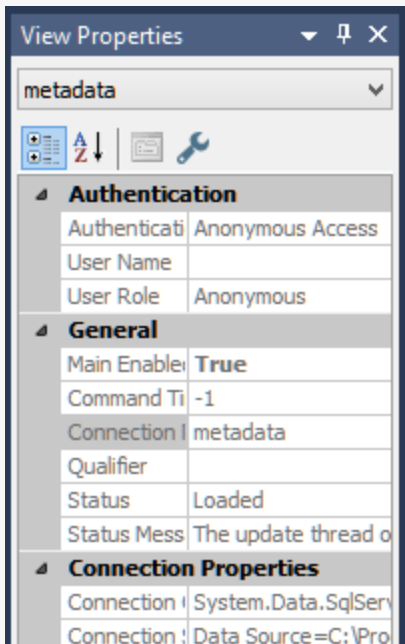 View Properties
metadata
A
Z
Authentication
Authenticati Anonymous Access
User Name
User Role Anonymous
General
Main Enable True
Command Ti -1
Connection metadata
Qualifier
Status Loaded
Status Mess The update thread o
Connection Properties
Connection System.Data.SqlSer
Connection Data Source=C:\Pro